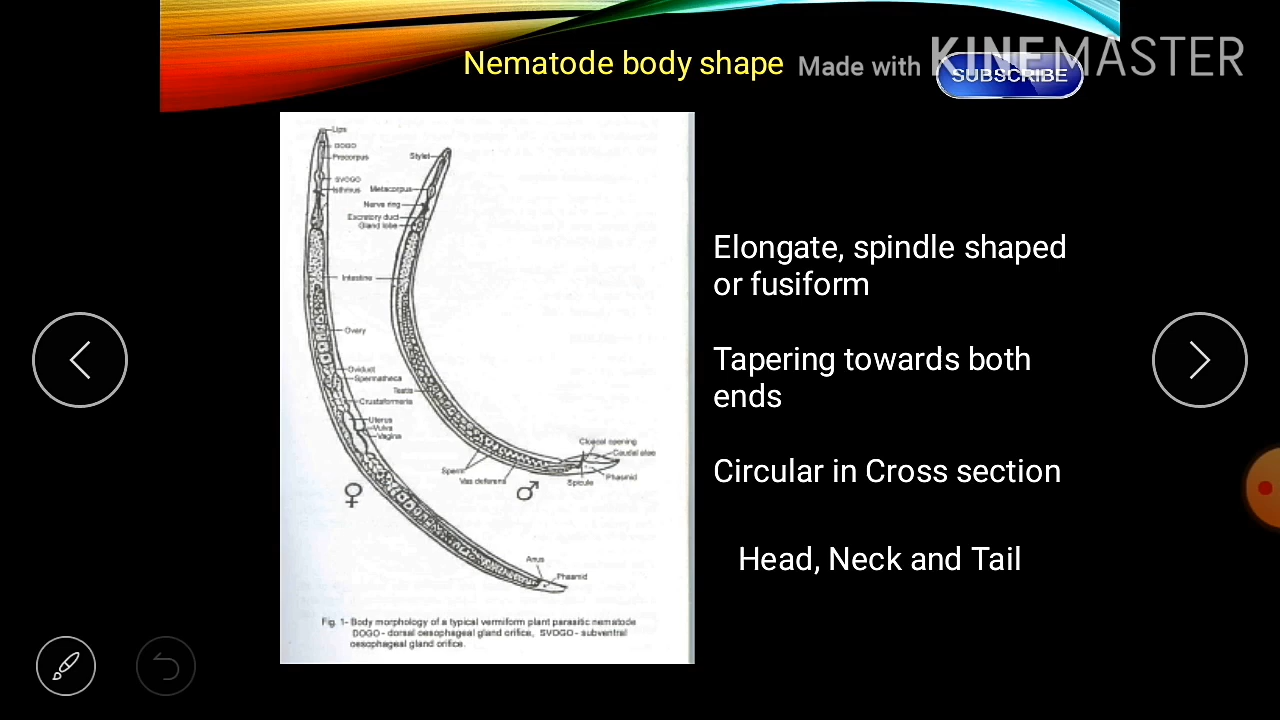 Nematode body shape
Made with KINEMASTER
SUBSCRIBE
Lips
DOGO
Procorpus
Stylet
SVOGO
Isthmus
Metacorpus
Nerve ring
Excretory duct
Gland lobe
Intestine
Ovary
Oviduct
Spermatheca
Testis
Crustaformeria
Uterus
Vulva
Vagina
Cloacal opening
Caudal alae
Sperm
Vas deferens
Spicule
Phasmid
♀
♂
Anus
Phasmid
Fig. 1- Body morphology of a typical vermiform plant parasitic nematode
DOGO - dorsal oesophageal gland orifice, SVOGO - subventral
oesophageal gland orifice.
Elongate, spindle shaped
or fusiform
Tapering towards both
ends
Circular in Cross section
Head, Neck and Tail